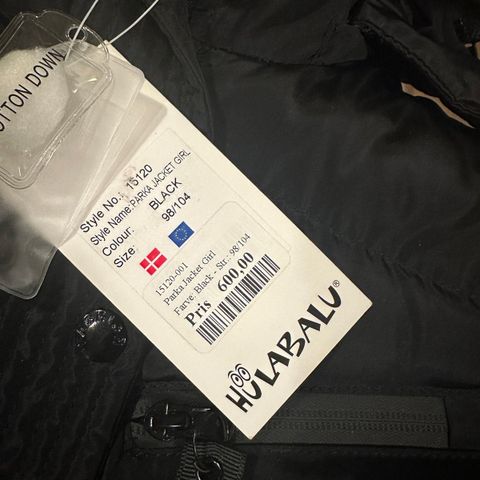 OTTON DOWN
Style No.: 15120
Style Name:PARKA JACKET GIRL
Colour: BLACK
Size: 98/104
15120-001
Parka Jacket Girl
Farve: Black - Str.: 98/104
Pris 600,00
HULABALU®